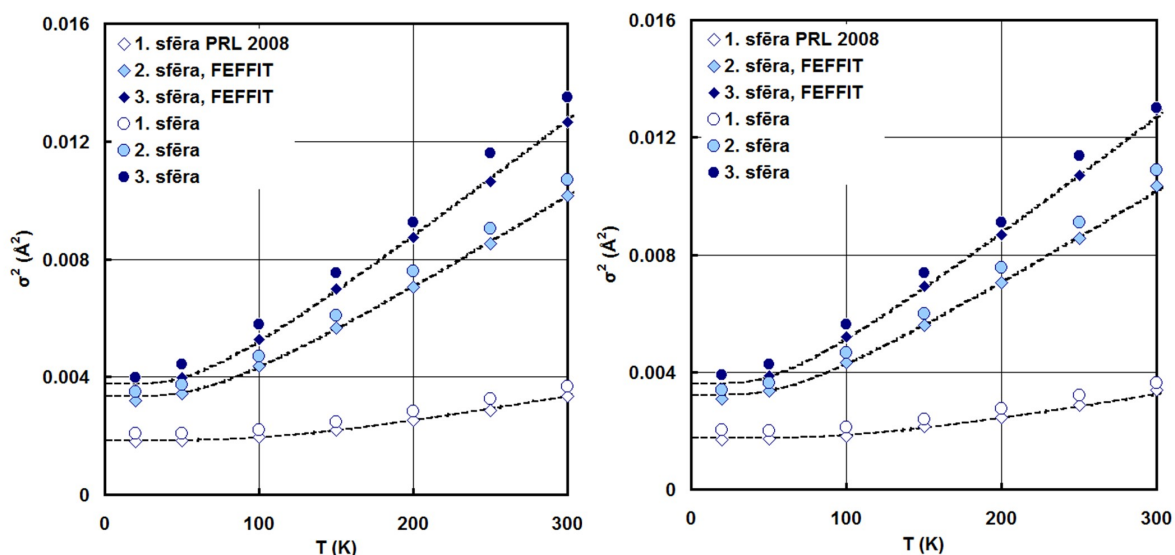 0.016
0.012
0.008
0.004
0
σ² (Å²)
1. sfēra PRL 2008
2. sfēra, FEFFIT
3. sfēra, FEFFIT
1. sfēra
2. sfēra
3. sfēra
0 100 200 300
T (K)
0.016
0.012
0.008
0.004
0
σ² (Å²)
1. sfēra PRL 2008
2. sfēra, FEFFIT
3. sfēra, FEFFIT
1. sfēra
2. sfēra
3. sfēra
0 100 200 300
T (K)